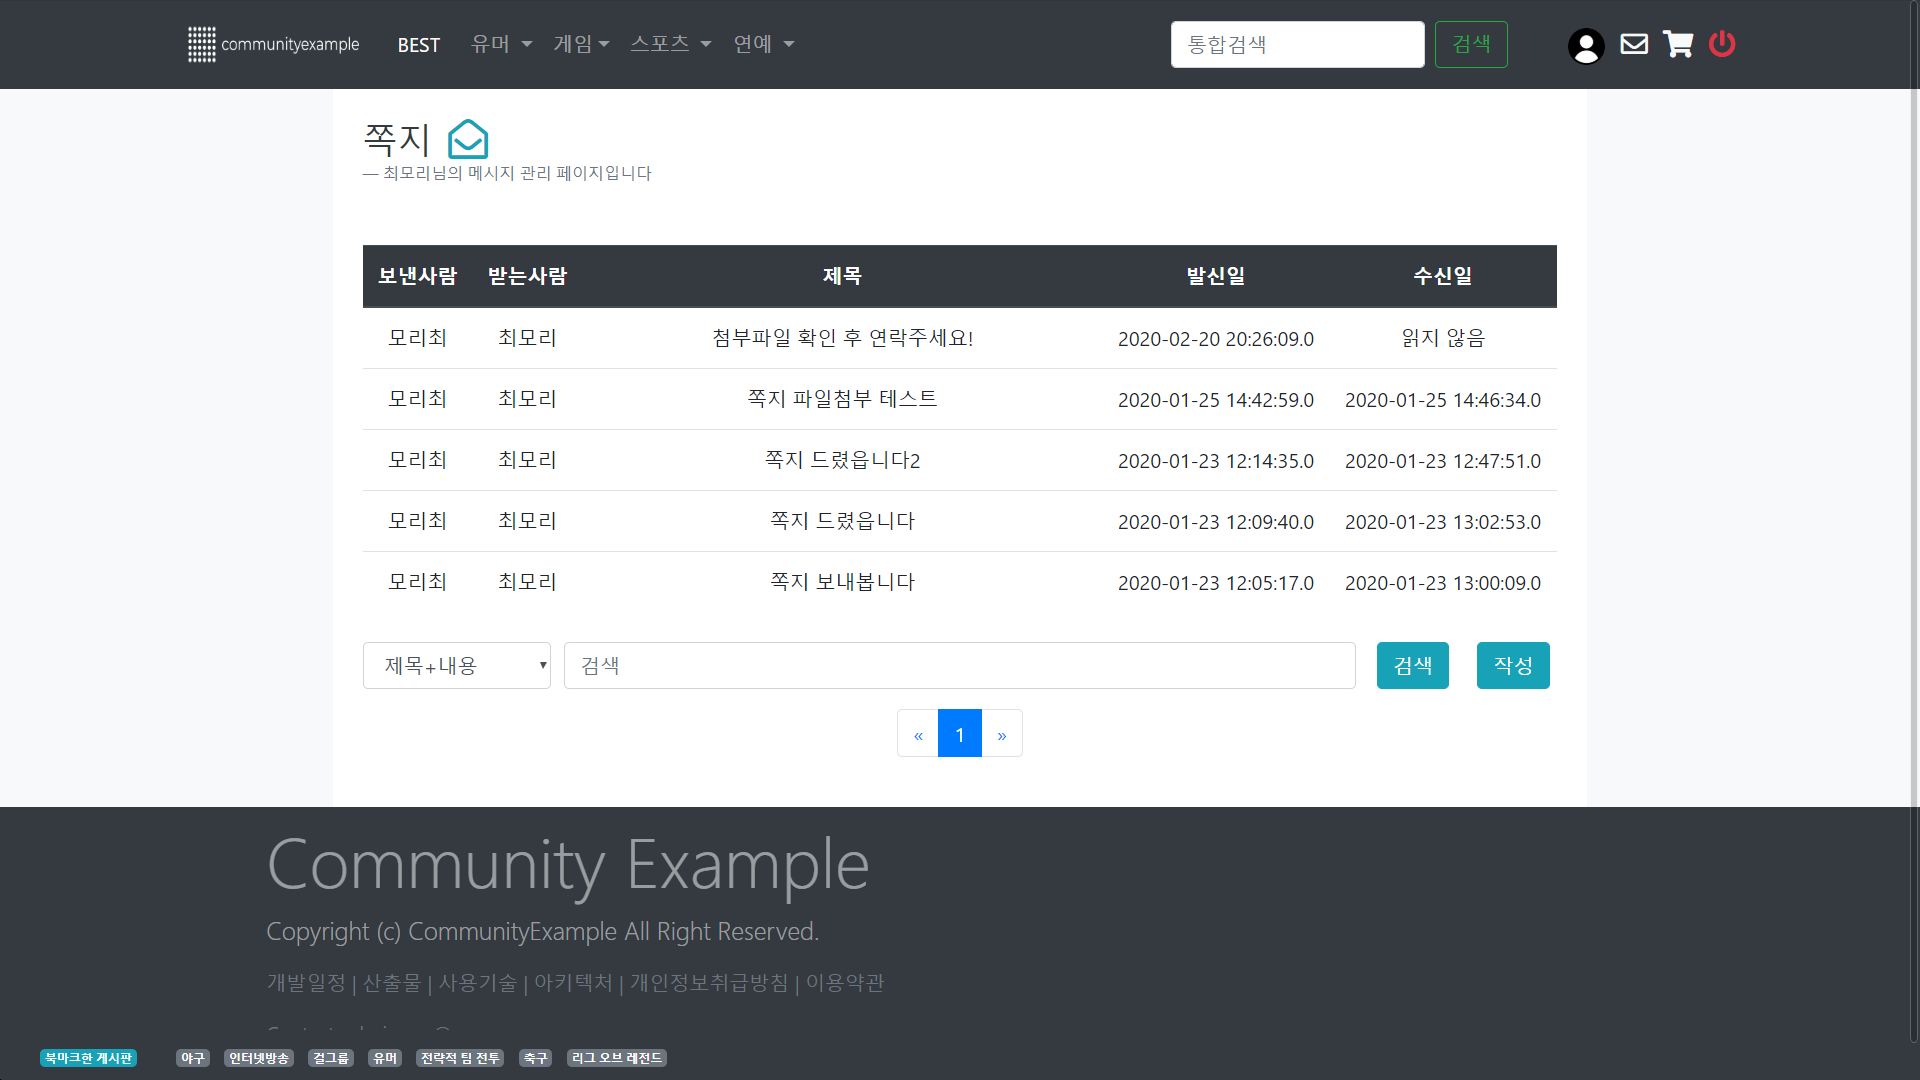 communityexample BEST 유머 게임 스포츠 연예 통합검색 검색
쪽지
— 최모리님의 메시지 관리 페이지입니다
보낸사람 받는사람 제목 발신일 수신일
모리최 최모리 첨부파일 확인 후 연락주세요! 2020-02-20 20:26:09.0 읽지 않음
모리최 최모리 쪽지 파일첨부 테스트 2020-01-25 14:42:59.0 2020-01-25 14:46:34.0
모리최 최모리 쪽지 드렸읍니다2 2020-01-23 12:14:35.0 2020-01-23 12:47:51.0
모리최 최모리 쪽지 드렸읍니다 2020-01-23 12:09:40.0 2020-01-23 13:02:53.0
모리최 최모리 쪽지 보내봅니다 2020-01-23 12:05:17.0 2020-01-23 13:00:09.0
제목+내용 검색 검색 작성
« 1 »
Community Example
Copyright (c) CommunityExample All Right Reserved.
개발일정 | 산출물 | 사용기술 | 아키텍처 | 개인정보취급방침 | 이용약관
북마크한 게시판 야구 인터넷방송 걸그룹 유머 전략적 팀 전투 축구 리그 오브 레전드